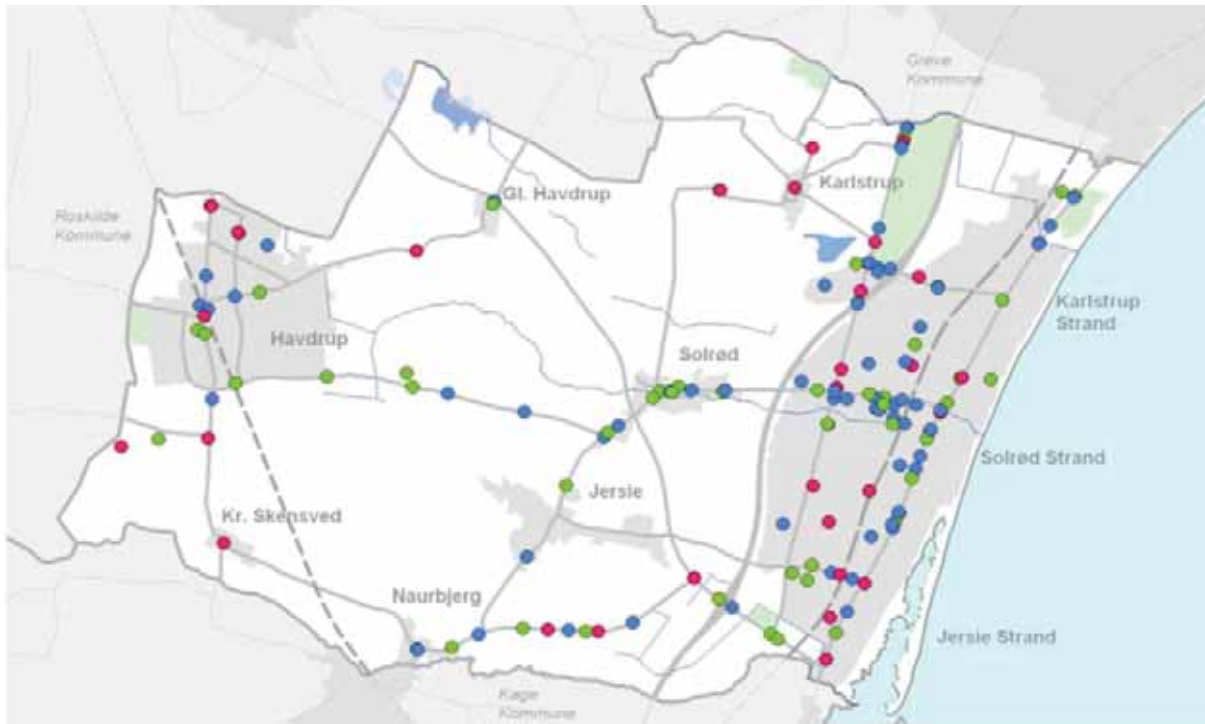 Greve
Kommune
Gl. Havdrup
Karlstrup
Roskilde
Kommune
Karlstrup
Strand
Havdrup
Solrød
Solrød Strand
Jersie
Kr. Skensved
Naurbjerg
Jersie Strand
Køge
Kommune